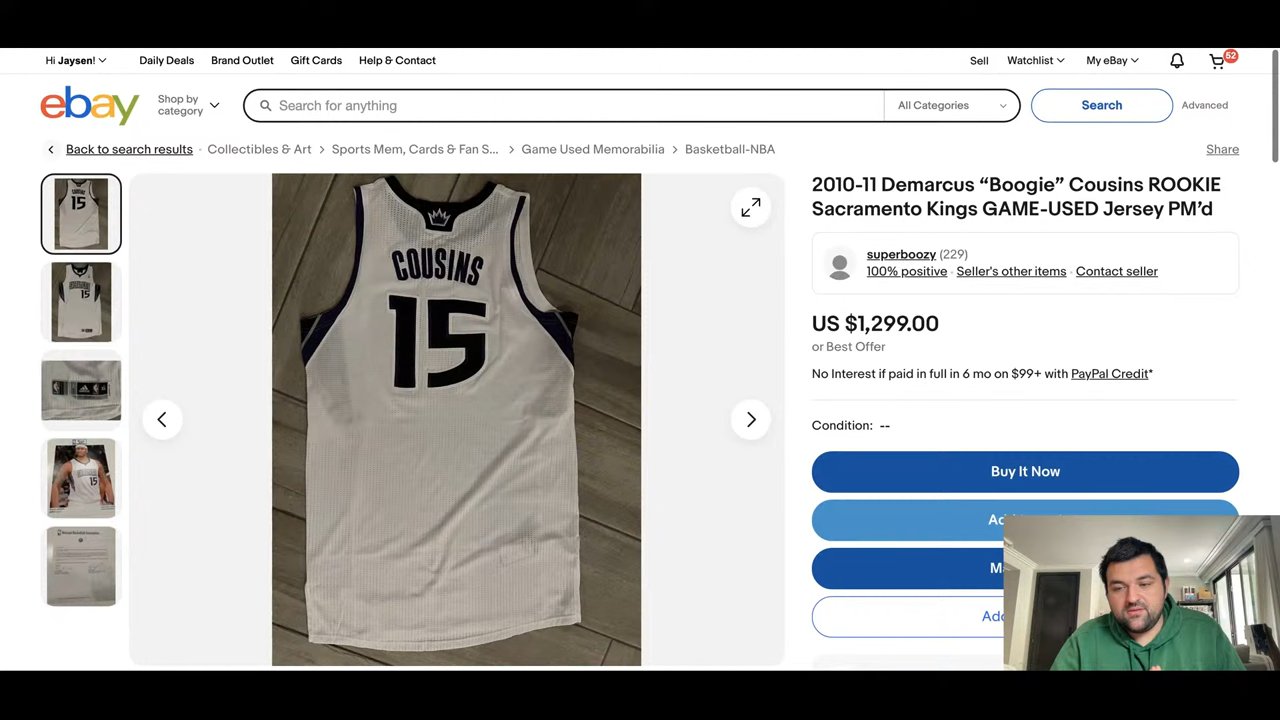 Hi Jaysen!
Daily Deals
Brand Outlet
Gift Cards
Help & Contact
Sell
Watchlist
My eBay
52
ebay
Shop by
category
Search for anything
All Categories
Search
Advanced
Back to search results
Collectibles & Art
Sports Mem, Cards & Fan S...
Game Used Memorabilia
Basketball-NBA
Share
COUSINS
15
2010-11 Demarcus “Boogie” Cousins ROOKIE
Sacramento Kings GAME-USED Jersey PM’d
superboozy (229)
100% positive · Seller's other items · Contact seller
US $1,299.00
or Best Offer
No Interest if paid in full in 6 mo on $99+ with PayPal Credit*
Condition: --
Buy It Now